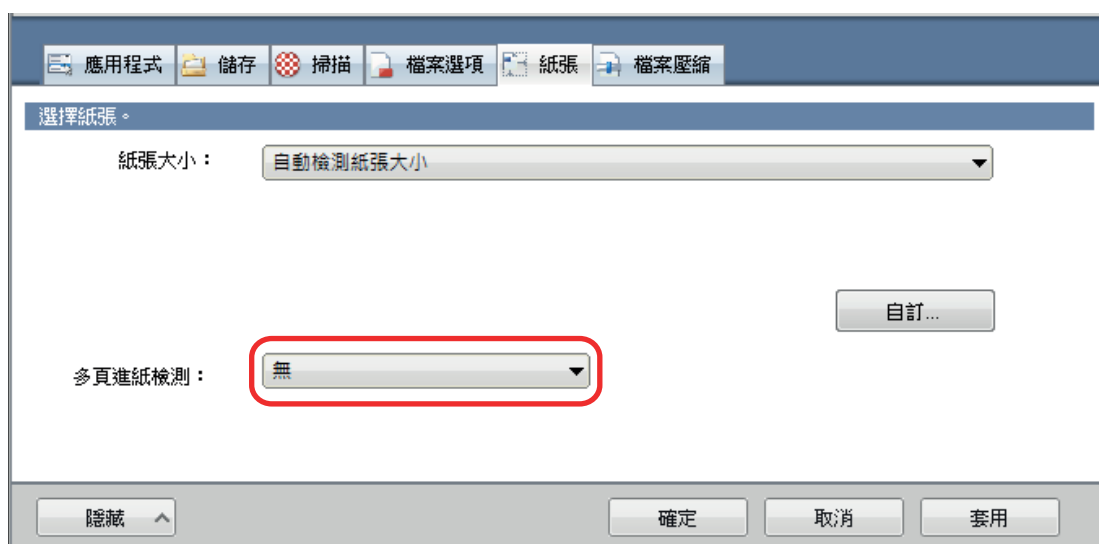 應用程式 儲存 掃描 檔案選項 紙張 檔案壓縮
選擇紙張。
紙張大小： 自動檢測紙張大小
自訂...
多頁進紙檢測： 無
隱藏 確定 取消 套用